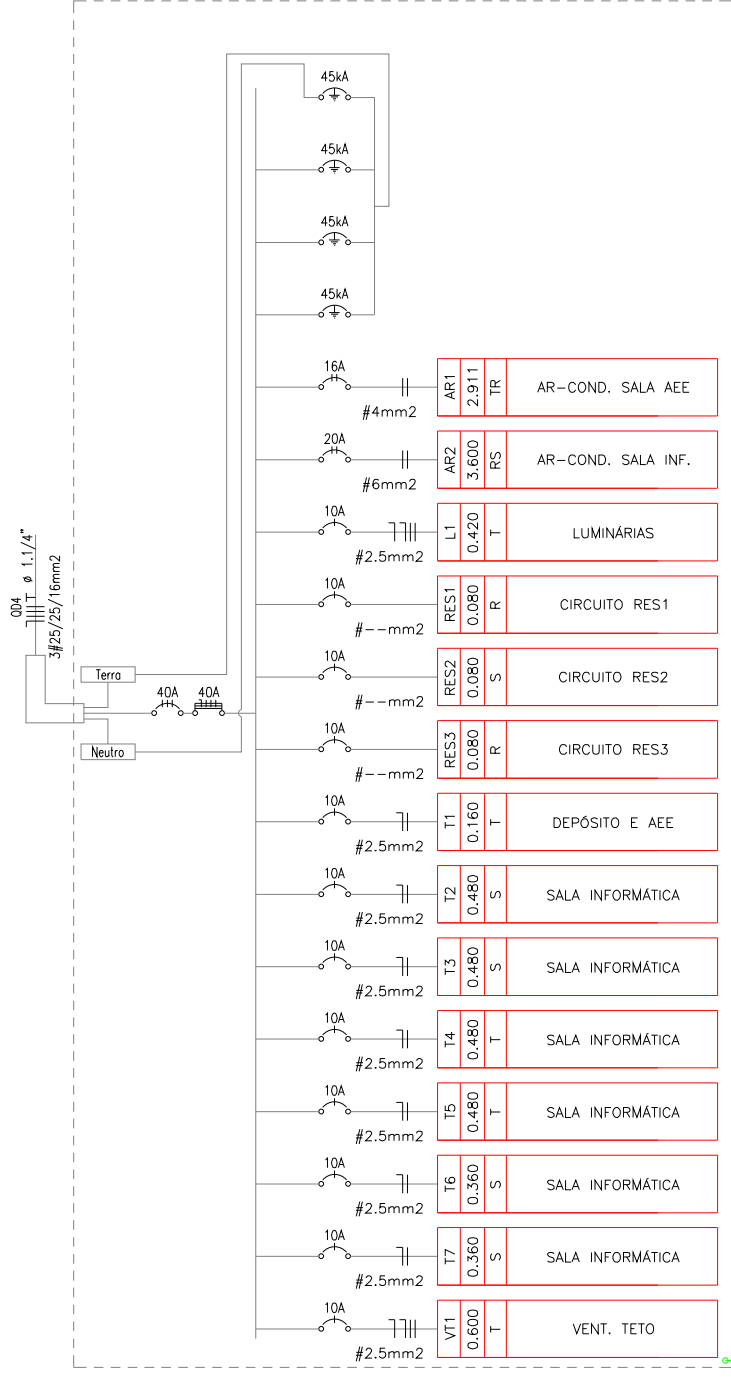 45kA
45kA
45kA
45kA
16A
#4mm2
AR1
2.911
TR
AR-COND. SALA AEE
20A
#6mm2
AR2
3.600
RS
AR-COND. SALA INF.
10A
#2.5mm2
L1
0.420
T
LUMINÁRIAS
QD4
ø 1.1/4"
3#25/25/16mm2
10A
#--mm2
RES1
0.080
R
CIRCUITO RES1
Terra
10A
#--mm2
RES2
0.080
S
CIRCUITO RES2
40A
40A
Neutro
10A
#--mm2
RES3
0.080
R
CIRCUITO RES3
10A
#2.5mm2
T1
0.160
T
DEPÓSITO E AEE
10A
#2.5mm2
T2
0.480
S
SALA INFORMÁTICA
10A
#2.5mm2
T3
0.480
S
SALA INFORMÁTICA
10A
#2.5mm2
T4
0.480
T
SALA INFORMÁTICA
10A
#2.5mm2
T5
0.480
T
SALA INFORMÁTICA
10A
#2.5mm2
T6
0.360
S
SALA INFORMÁTICA
10A
#2.5mm2
T7
0.360
S
SALA INFORMÁTICA
10A
#2.5mm2
VT1
0.600
T
VENT. TETO